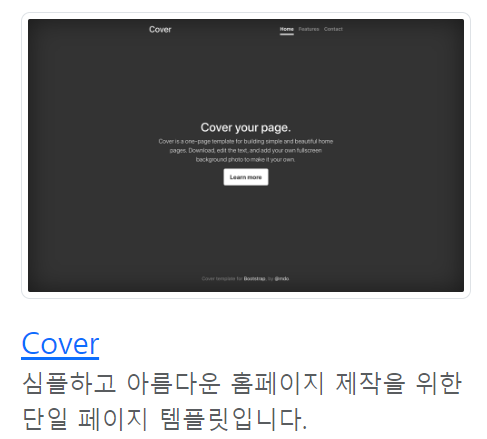 Cover
Home Features Contact
Cover your page.
Cover is a one-page template for building simple and beautiful home
pages. Download, edit the text, and add your own fullscreen
background photo to make it your own.
Learn more
Cover template for Bootstrap, by @mdo.
Cover
심플하고 아름다운 홈페이지 제작을 위한
단일 페이지 템플릿입니다.